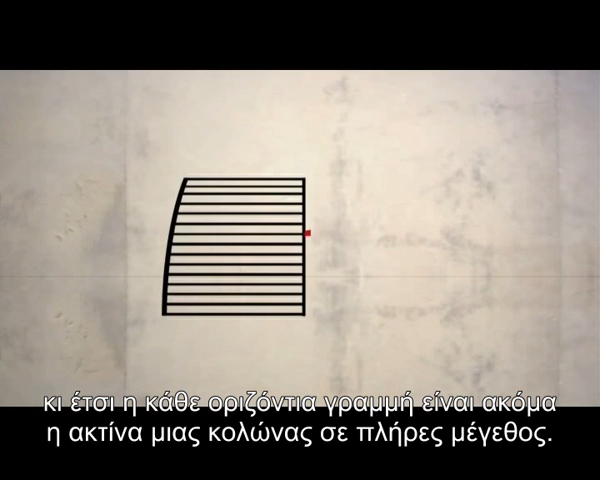 κι έτσι η κάθε οριζόντια γραμμή είναι ακόμα
η ακτίνα μιας κολώνας σε πλήρες μέγεθος.